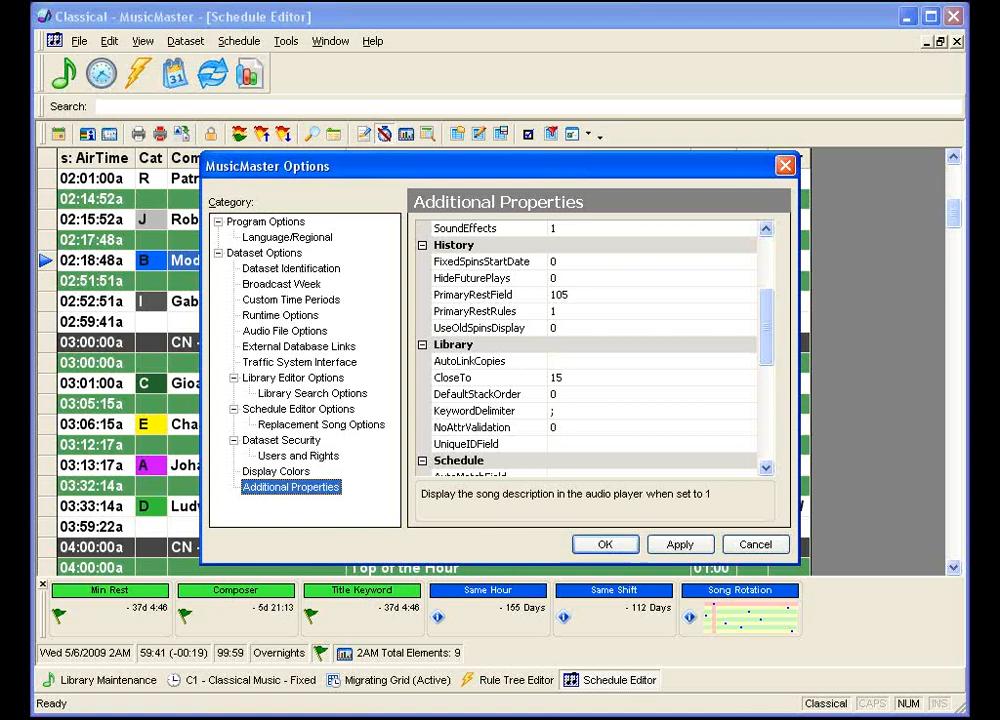 Classical - MusicMaster - [Schedule Editor]
File Edit View Dataset Schedule Tools Window Help
31
Search:
s: AirTime Cat Com
02:01:00a R Patr
02:14:52a
02:15:52a J Rob
02:17:48a
02:18:48a B Mod
02:51:51a
02:52:51a I Gab
02:59:41a
03:00:00a CN -
03:00:00a
03:01:00a C Gioa
03:05:15a
03:06:15a E Cha
03:12:17a
03:13:17a A Joha
03:32:14a
03:33:14a D Ludw
03:59:22a
04:00:00a CN -
04:00:00a Top of the Hour 01:00
MusicMaster Options
Category:
Program Options
Language/Regional
Dataset Options
Dataset Identification
Broadcast Week
Custom Time Periods
Runtime Options
Audio File Options
External Database Links
Traffic System Interface
Library Editor Options
Library Search Options
Schedule Editor Options
Replacement Song Options
Dataset Security
Users and Rights
Display Colors
Additional Properties
Additional Properties
SoundEffects 1
History
FixedSpinsStartDate 0
HideFuturePlays 0
PrimaryRestField 105
PrimaryRestRules 1
UseOldSpinsDisplay 0
Library
AutoLinkCopies
CloseTo 15
DefaultStackOrder 0
KeywordDelimiter ;
NoAttrValidation 0
UniqueIDField
Schedule
AutoMatchField
Display the song description in the audio player when set to 1
OK Apply Cancel
Min Rest Composer Title Keyword Same Hour Same Shift Song Rotation
- 37d 4:46 - 5d 21:13 - 37d 4:46 - 155 Days - 112 Days
Wed 5/6/2009 2AM 59:41 (-00:19) 99:59 Overnights 2AM Total Elements: 9
Library Maintenance C1 - Classical Music - Fixed Migrating Grid (Active) Rule Tree Editor Schedule Editor
Ready Classical CAPS NUM INS